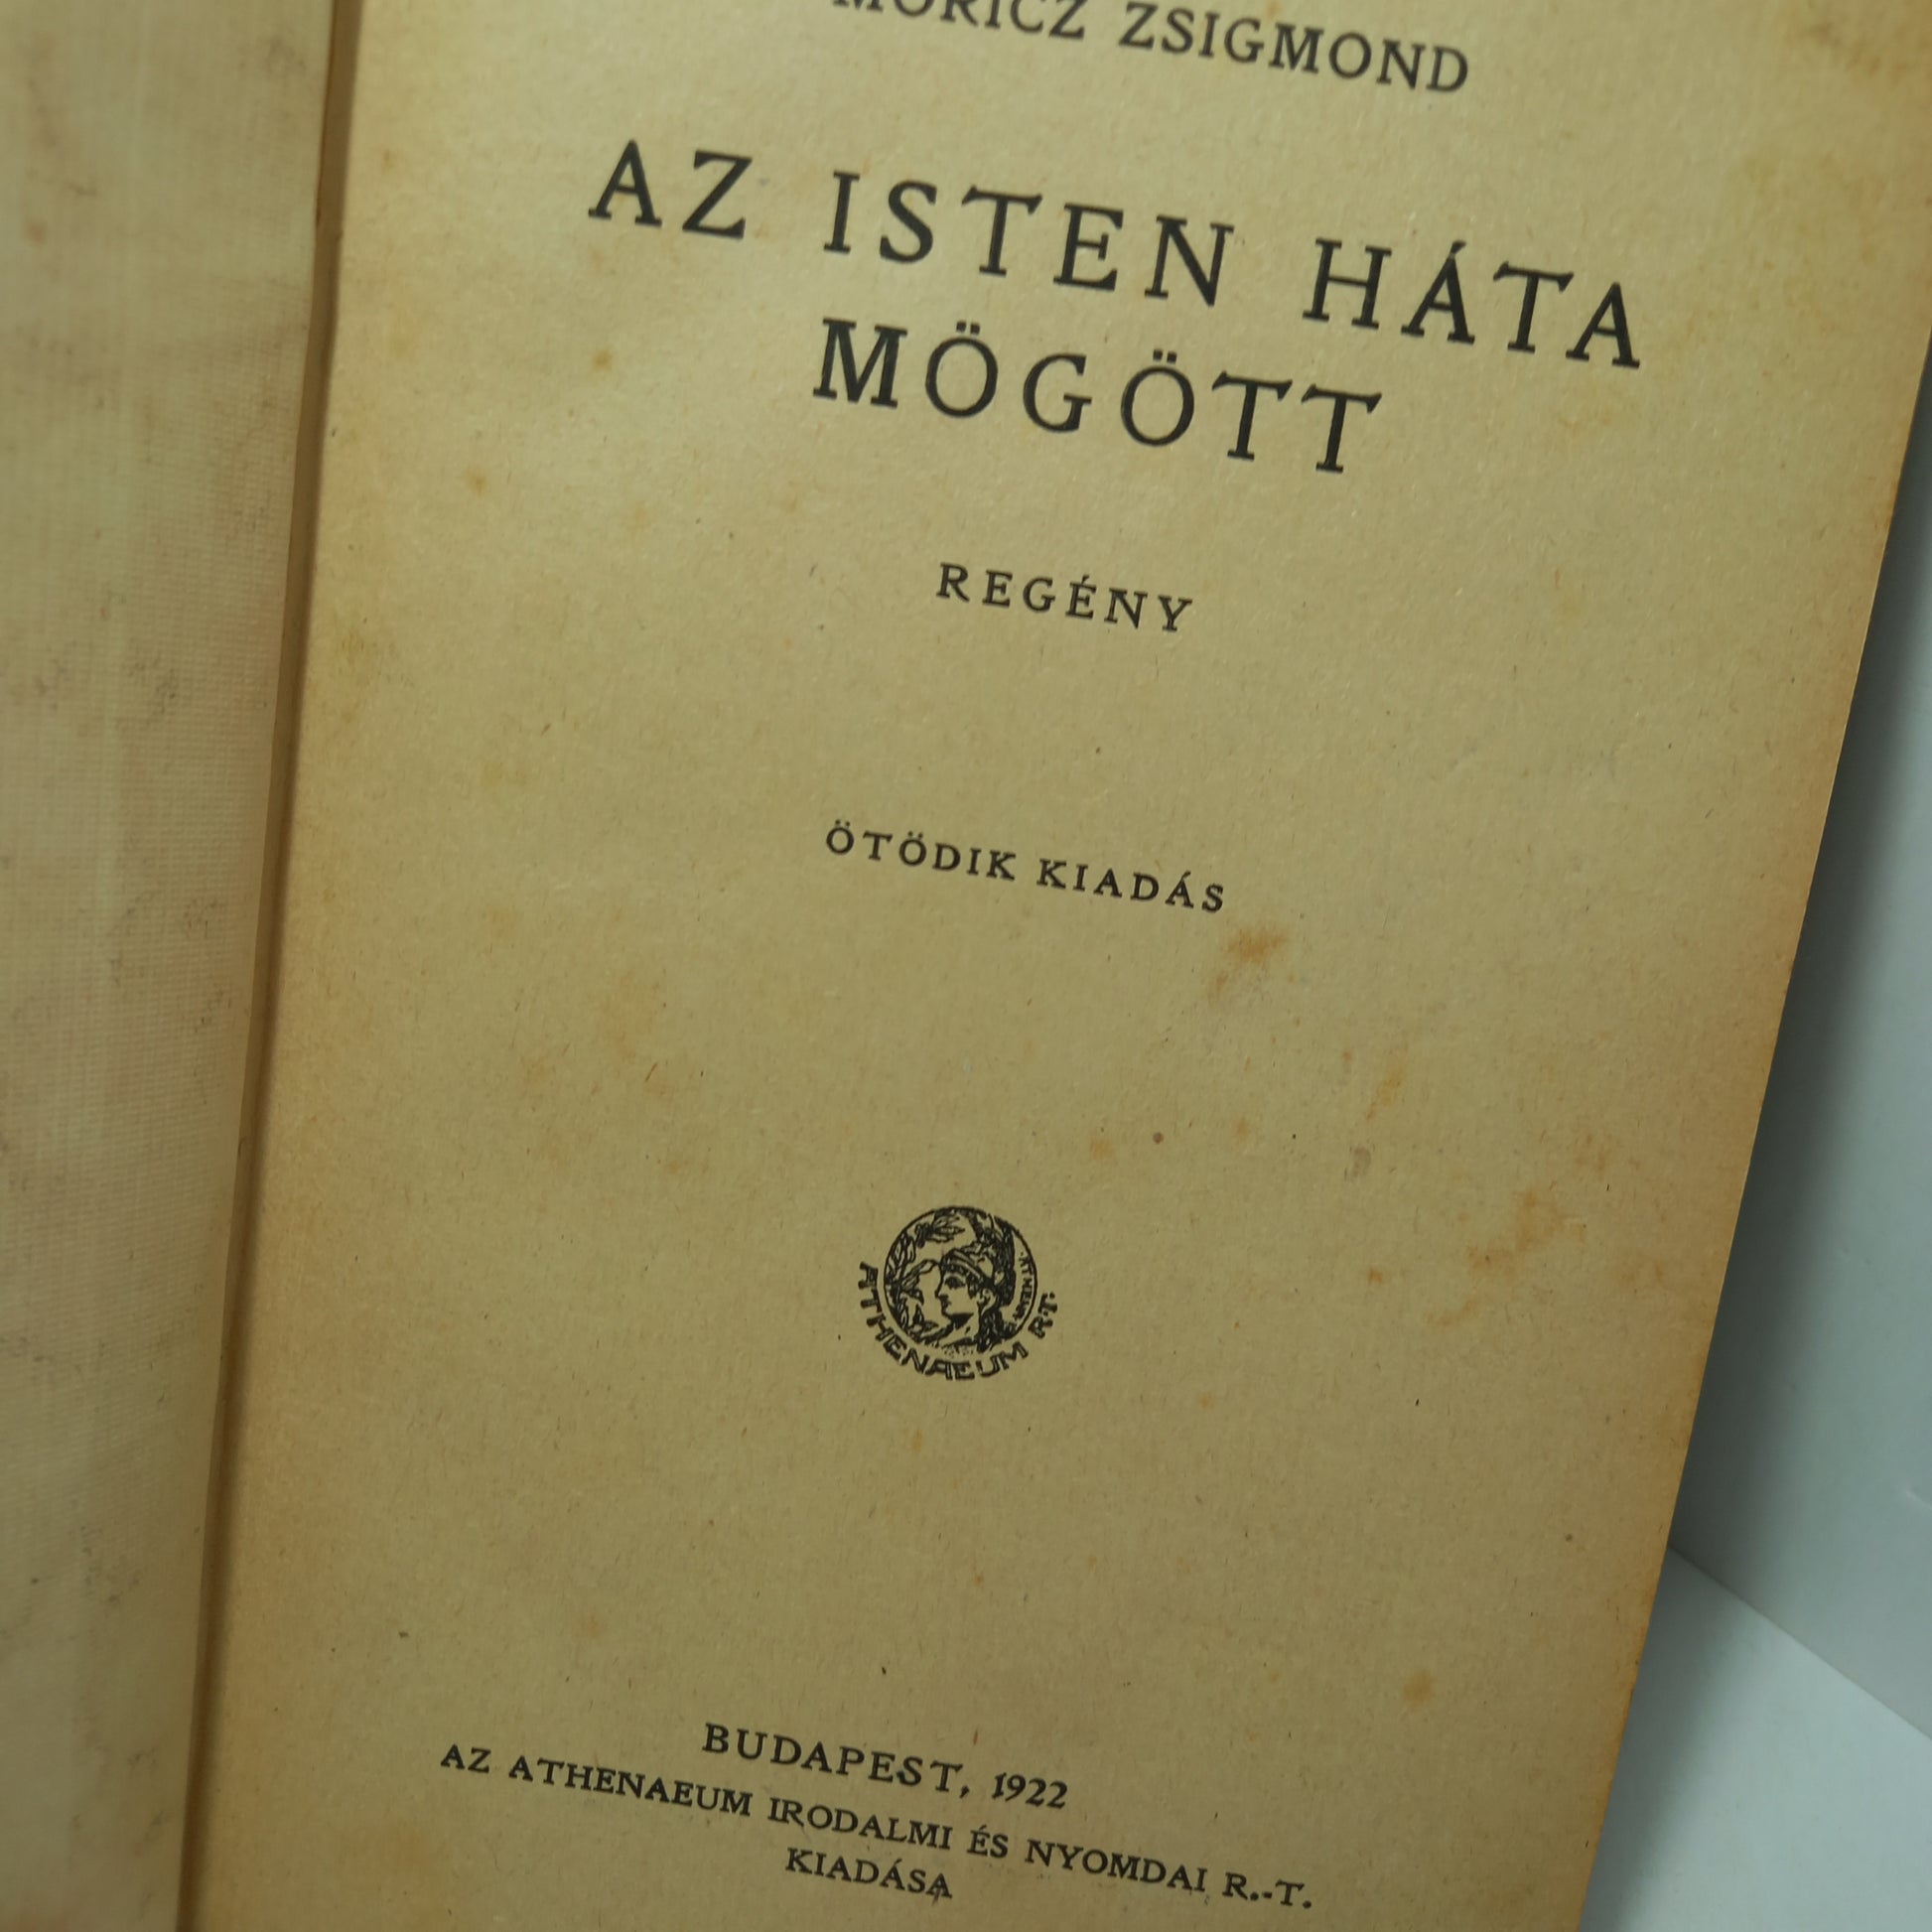 MÓRICZ ZSIGMOND
AZ ISTEN HÁTA
MÖGÖTT
REGÉNY
ÖTÖDIK KIADÁS
ATHENAEUM R.T.
BUDAPEST, 1922
AZ ATHENAEUM IRODALMI ÉS NYOMDAI R.-T.
KIADÁSA